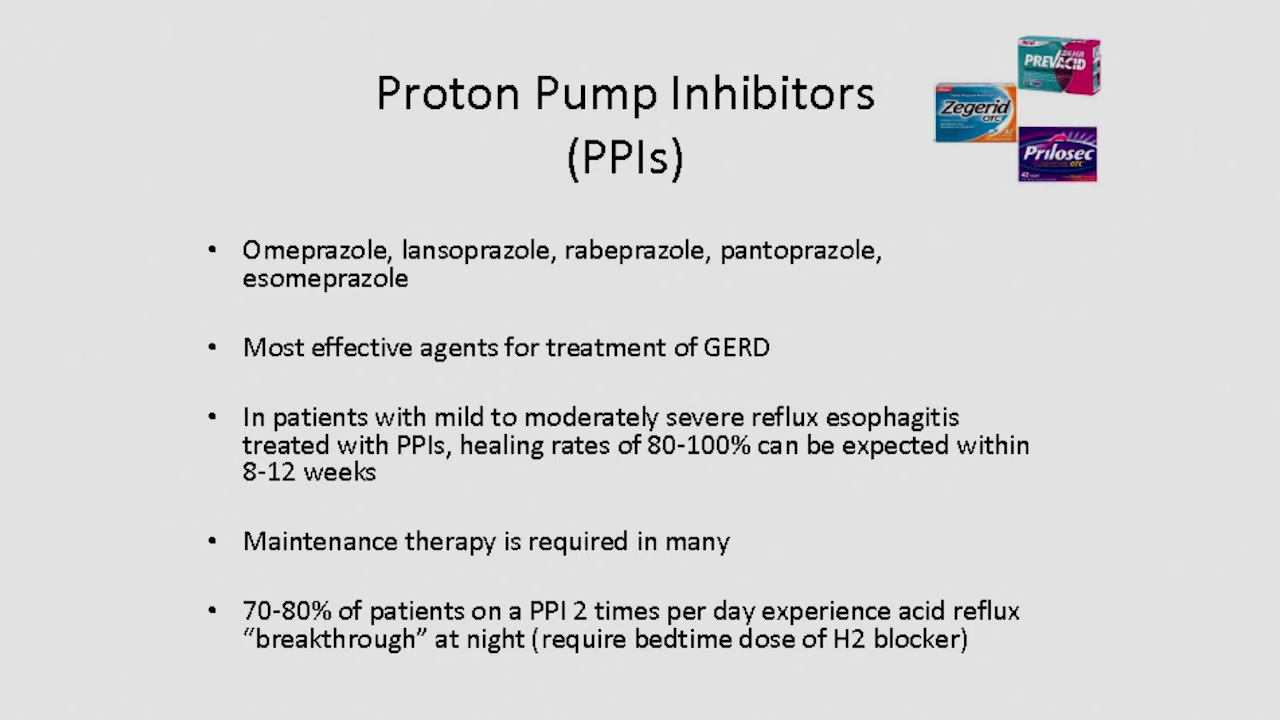 Proton Pump Inhibitors
(PPIs)
PREVACID
24HR
Zegerid
OTC
Prilosec
OTC
42
• Omeprazole, lansoprazole, rabeprazole, pantoprazole,
esomeprazole
• Most effective agents for treatment of GERD
• In patients with mild to moderately severe reflux esophagitis
treated with PPIs, healing rates of 80-100% can be expected within
8-12 weeks
• Maintenance therapy is required in many
• 70-80% of patients on a PPI 2 times per day experience acid reflux
“breakthrough” at night (require bedtime dose of H2 blocker)